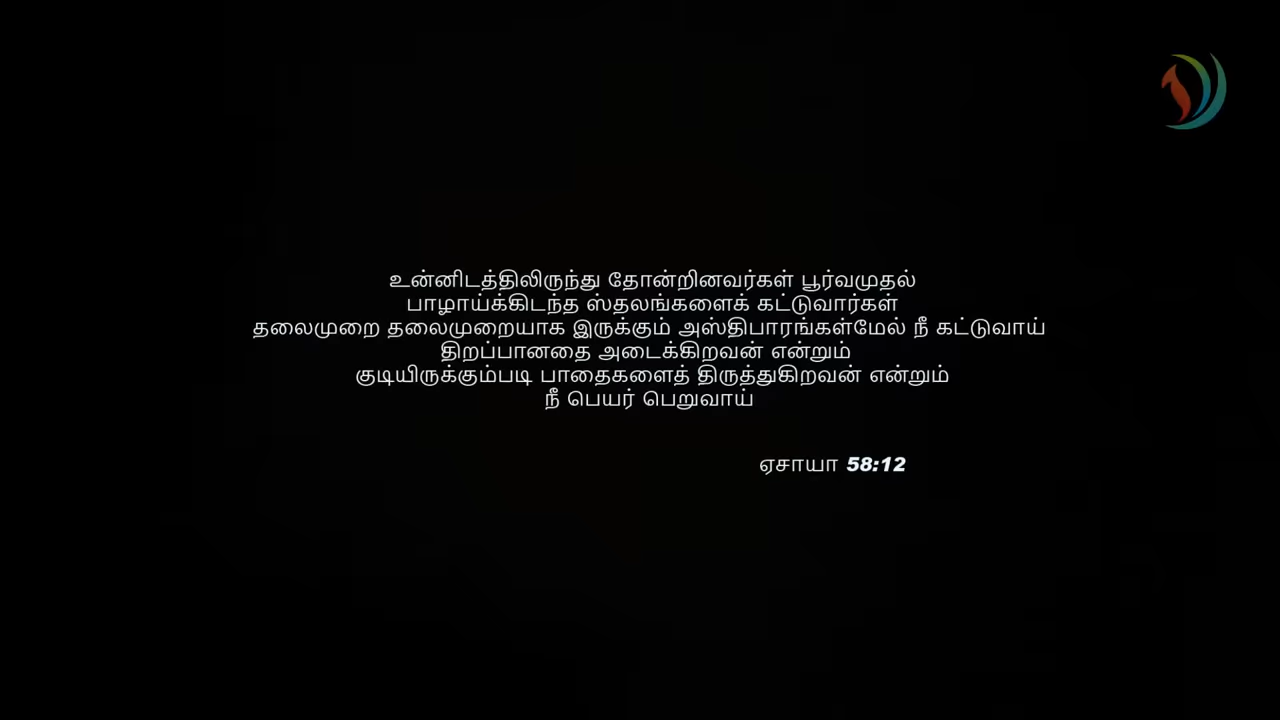 உன்னிடத்திலிருந்து தோன்றினவர்கள் பூர்வமுதல்
பாழாய்க்கிடந்த ஸ்தலங்களைக் கட்டுவார்கள்
தலைமுறை தலைமுறையாக இருக்கும் அஸ்திபாரங்கள்மேல் நீ கட்டுவாய்
திறப்பானதை அடைக்கிறவன் என்றும்
குடியிருக்கும்படி பாதைகளைத் திருத்துகிறவன் என்றும்
நீ பெயர் பெறுவாய்
ஏசாயா 58:12